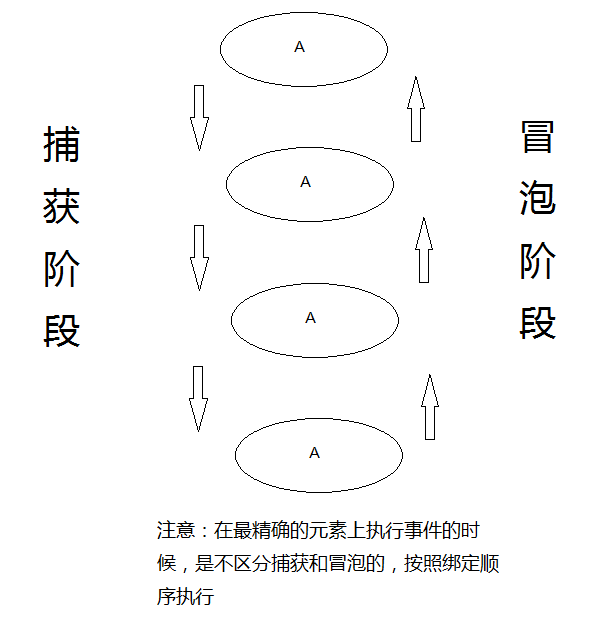 A
捕获阶段
冒泡阶段
A
A
A
注意：在最精确的元素上执行事件的时
候，是不区分捕获和冒泡的，按照绑定顺
序执行